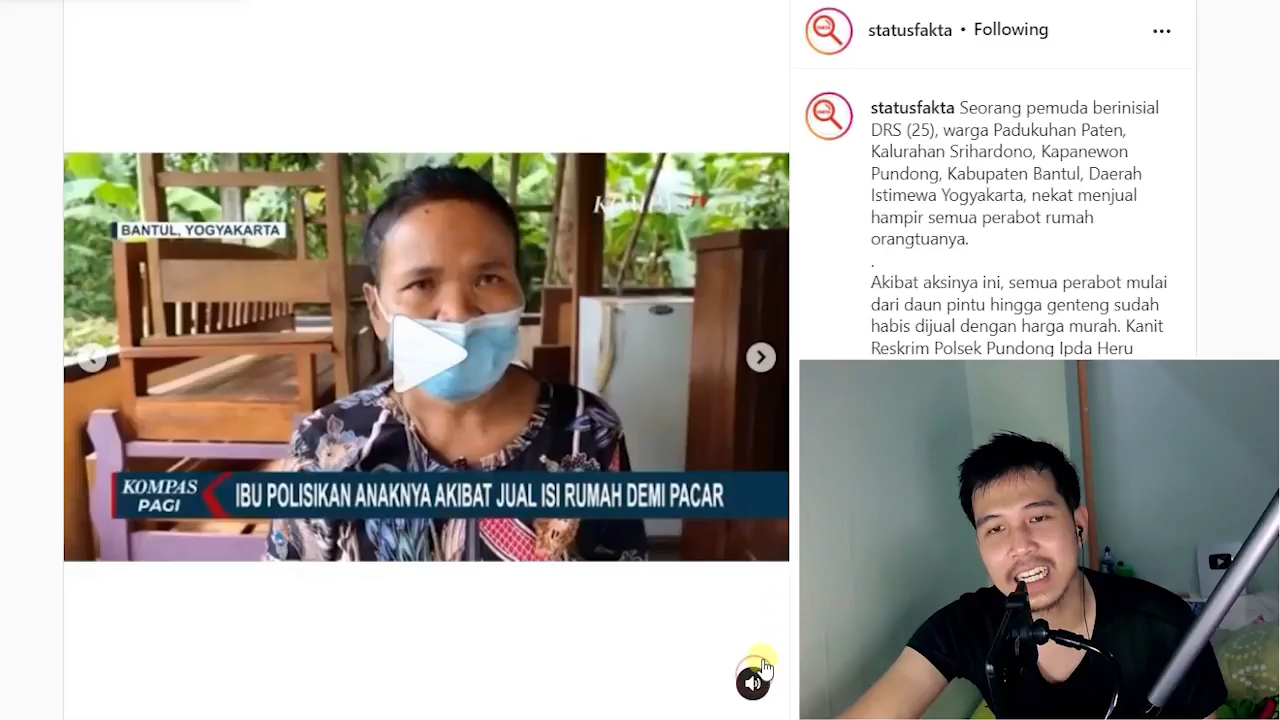 statusfakta • Following
statusfakta Seorang pemuda berinisial
DRS (25), warga Padukuhan Paten,
Kalurahan Srihardono, Kapanewon
Pundong, Kabupaten Bantul, Daerah
Istimewa Yogyakarta, nekat menjual
hampir semua perabot rumah
orangtuanya.
.
Akibat aksinya ini, semua perabot mulai
dari daun pintu hingga genteng sudah
habis dijual dengan harga murah. Kanit
Reskrim Polsek Pundong Ipda Heru
KOMPAS TV
BANTUL, YOGYAKARTA
KOMPAS
PAGI
IBU POLISIKAN ANAKNYA AKIBAT JUAL ISI RUMAH DEMI PACAR